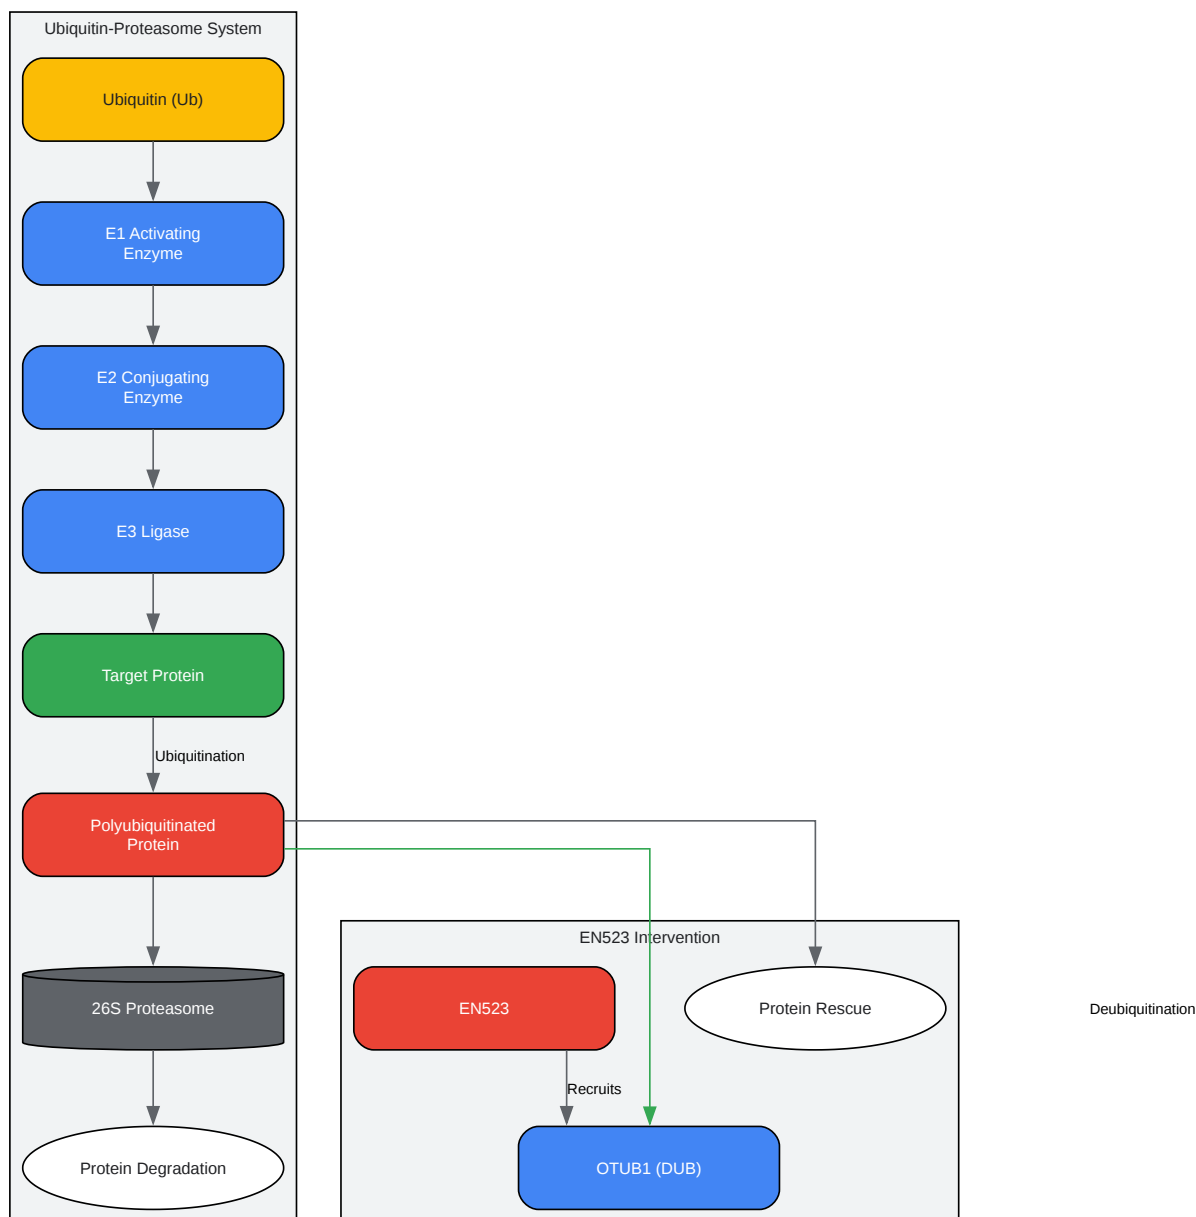 Ubiquitin-Proteasome System
Ubiquitin (Ub)
E1 Activating
Enzyme
E2 Conjugating
Enzyme
E3 Ligase
Target Protein
Ubiquitination
Polyubiquitinated
Protein
26S Proteasome
Protein Degradation
EN523 Intervention
EN523
Protein Rescue
Recruits
OTUB1 (DUB)
Deubiquitination